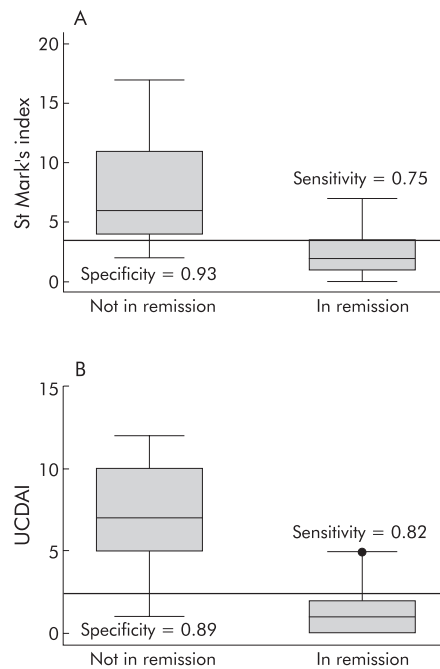 A
St Mark's index
20
15
10
5
0
Sensitivity = 0.75
Specificity = 0.93
Not in remission
In remission
B
UCDAI
15
10
5
0
Sensitivity = 0.82
Specificity = 0.89
Not in remission
In remission